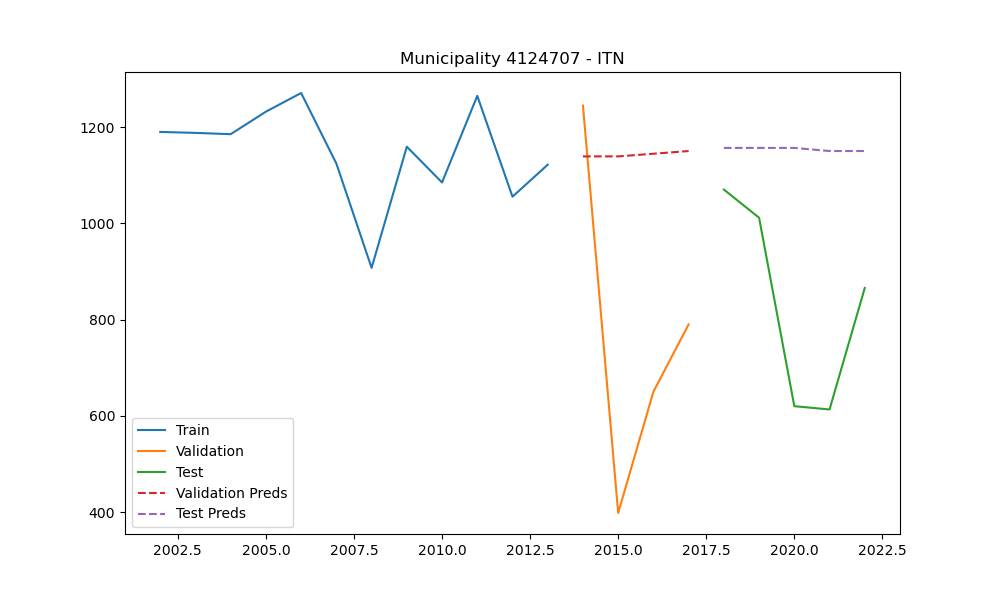 Municipality 4124707 - ITN
1200
1000
800
600
400
Train
Validation
Test
Validation Preds
Test Preds
2002.5 2005.0 2007.5 2010.0 2012.5 2015.0 2017.5 2020.0 2022.5